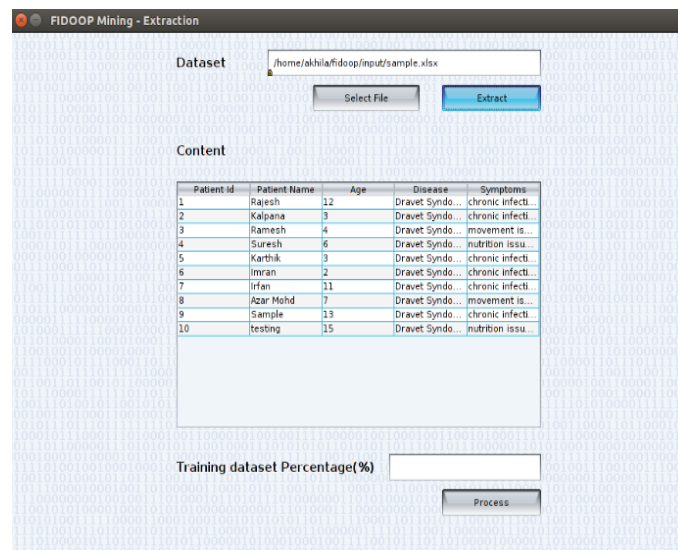 FIDOOP Mining - Extraction
Dataset /home/akhila/fidoop/input/sample.xlsx
Select File Extract
Content
Patient Id Patient Name Age Disease Symptoms
1 Rajesh 12 Dravet Syndo... chronic infecti...
2 Kalpana 3 Dravet Syndo... chronic infecti...
3 Ramesh 4 Dravet Syndo... movement is...
4 Suresh 6 Dravet Syndo... nutrition issu...
5 Karthik 3 Dravet Syndo... chronic infecti...
6 Imran 2 Dravet Syndo... chronic infecti...
7 Irfan 11 Dravet Syndo... chronic infecti...
8 Azar Mohd 7 Dravet Syndo... movement is...
9 Sample 13 Dravet Syndo... chronic infecti...
10 testing 15 Dravet Syndo... nutrition issu...
Training dataset Percentage(%)
Process